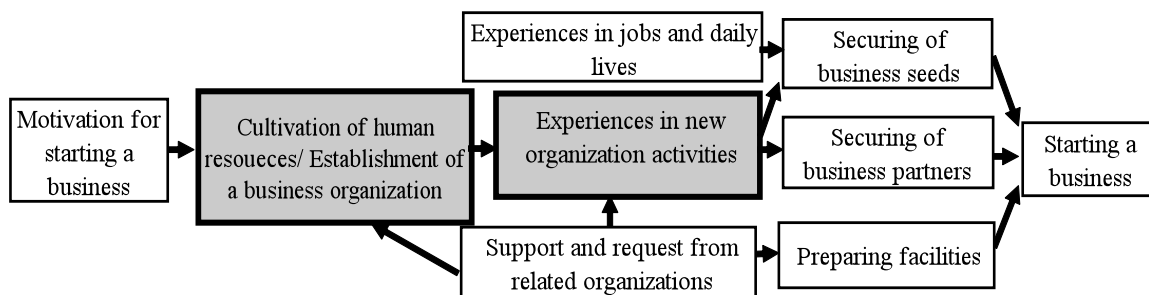 Motivation for
starting a
business
Cultivation of human
resoueces/ Establishment of
a business organization
Experiences in jobs and daily
lives
Experiences in new
organization activities
Support and request from
related organizations
Securing of
business seeds
Securing of
business partners
Preparing facilities
Starting a
business